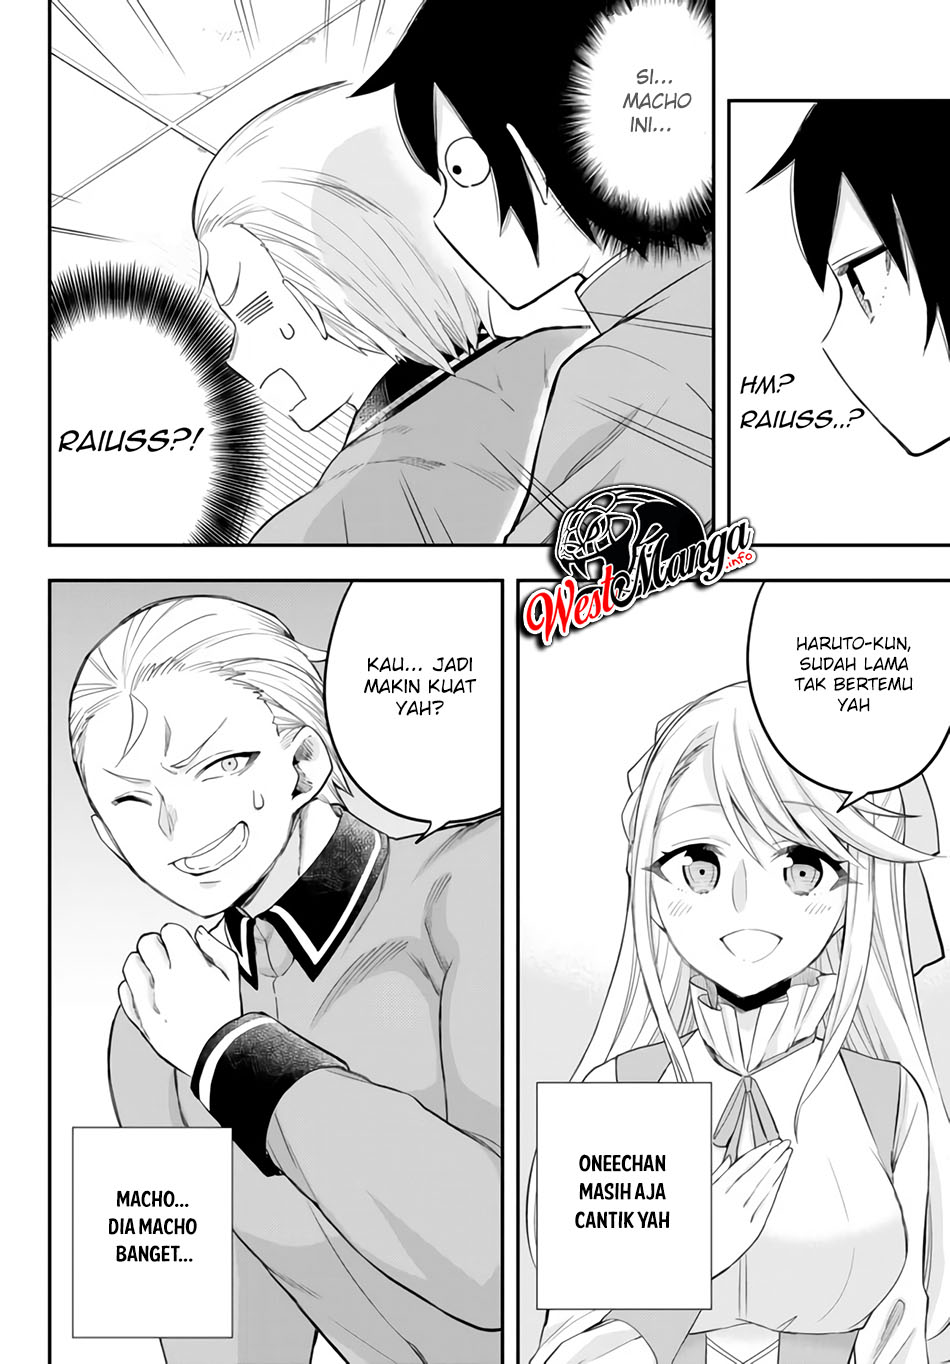 HM?
RAIUSS..?
SI...
MACHO
INI...
RAIUSS?!
WESTMANGA
.info
HARUTO-KUN,
SUDAH LAMA
TAK BERTEMU
YAH
ONEECHAN
MASIH AJA
CANTIK YAH
KAU... JADI
MAKIN KUAT
YAH?
MACHO...
DIA MACHO
BANGET...